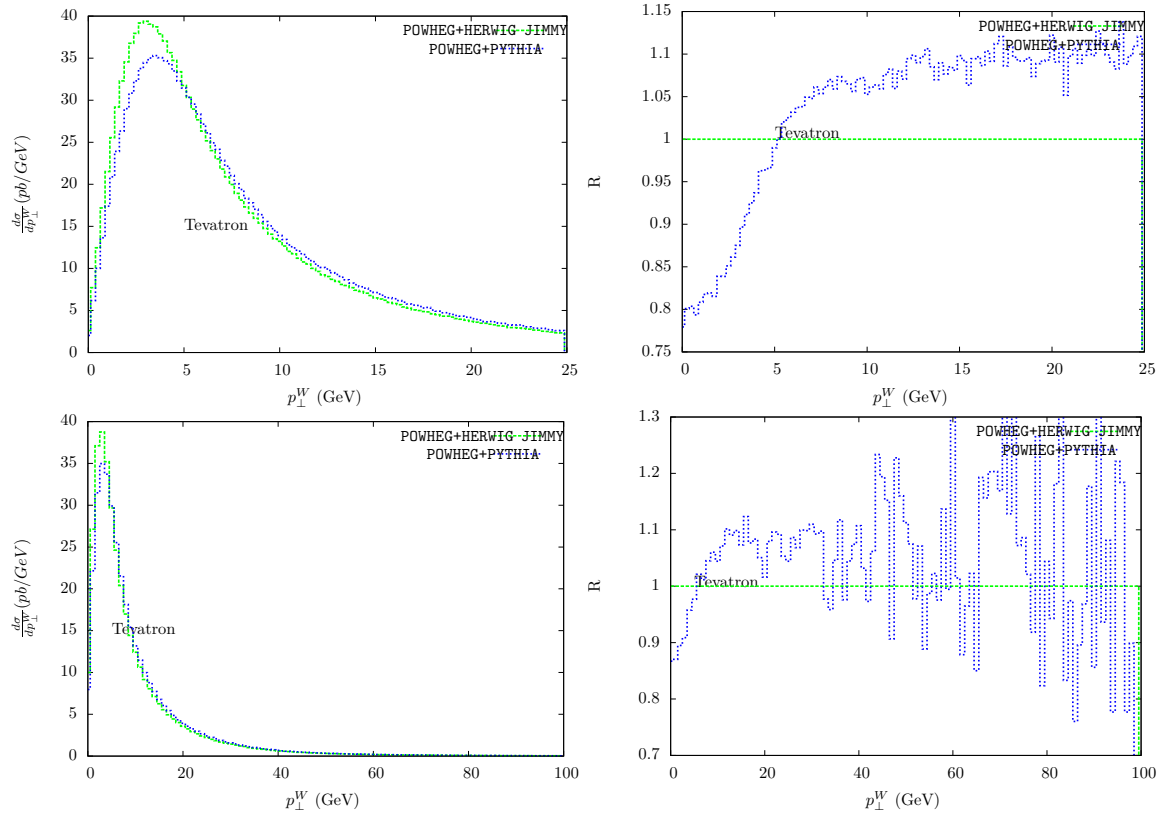 POWHEG+HERWIG JIMMY
POWHEG+PYTHIA
Tevatron
dσ/dp⊥^W (pb/GeV)
0 5 10 15 20 25 30 35 40
0 5 10 15 20 25
p⊥^W (GeV)
POWHEG+HERWIG JIMMY
POWHEG+PYTHIA
Tevatron
R
0.75 0.8 0.85 0.9 0.95 1 1.05 1.1 1.15
0 5 10 15 20 25
p⊥^W (GeV)
POWHEG+HERWIG JIMMY
POWHEG+PYTHIA
Tevatron
dσ/dp⊥^W (pb/GeV)
0 5 10 15 20 25 30 35 40
0 20 40 60 80 100
p⊥^W (GeV)
POWHEG+HERWIG JIMMY
POWHEG+PYTHIA
Tevatron
R
0.7 0.8 0.9 1 1.1 1.2 1.3
0 20 40 60 80 100
p⊥^W (GeV)